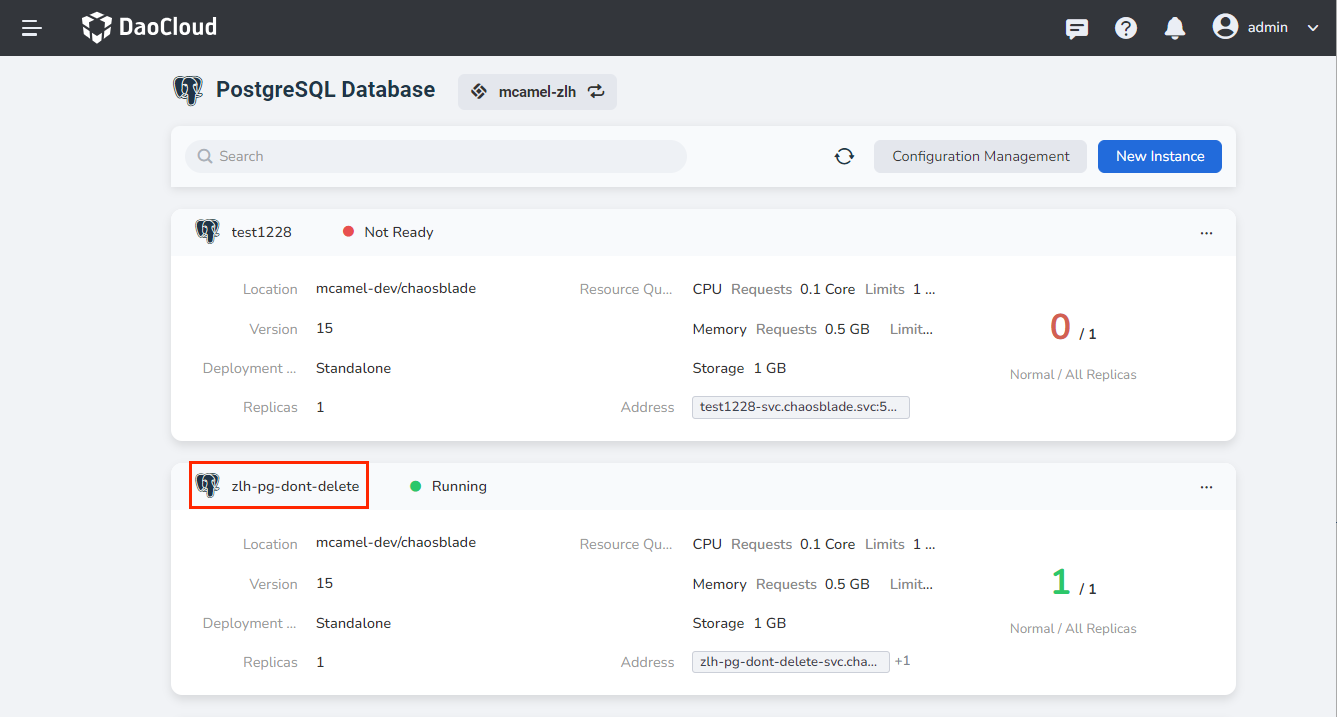 DaoCloud
admin
PostgreSQL Database
mcamel-zlh
Search
Configuration Management
New Instance
test1228
Not Ready
...
Location mcamel-dev/chaosblade
Resource Qu... CPU Requests 0.1 Core Limits 1 ...
Version 15
Memory Requests 0.5 GB Limit...
0 / 1
Deployment ... Standalone
Storage 1 GB
Normal / All Replicas
Replicas 1
Address test1228-svc.chaosblade.svc:5...
zlh-pg-dont-delete
Running
...
Location mcamel-dev/chaosblade
Resource Qu... CPU Requests 0.1 Core Limits 1 ...
Version 15
Memory Requests 0.5 GB Limit...
1 / 1
Deployment ... Standalone
Storage 1 GB
Normal / All Replicas
Replicas 1
Address zlh-pg-dont-delete-svc.cha... +1